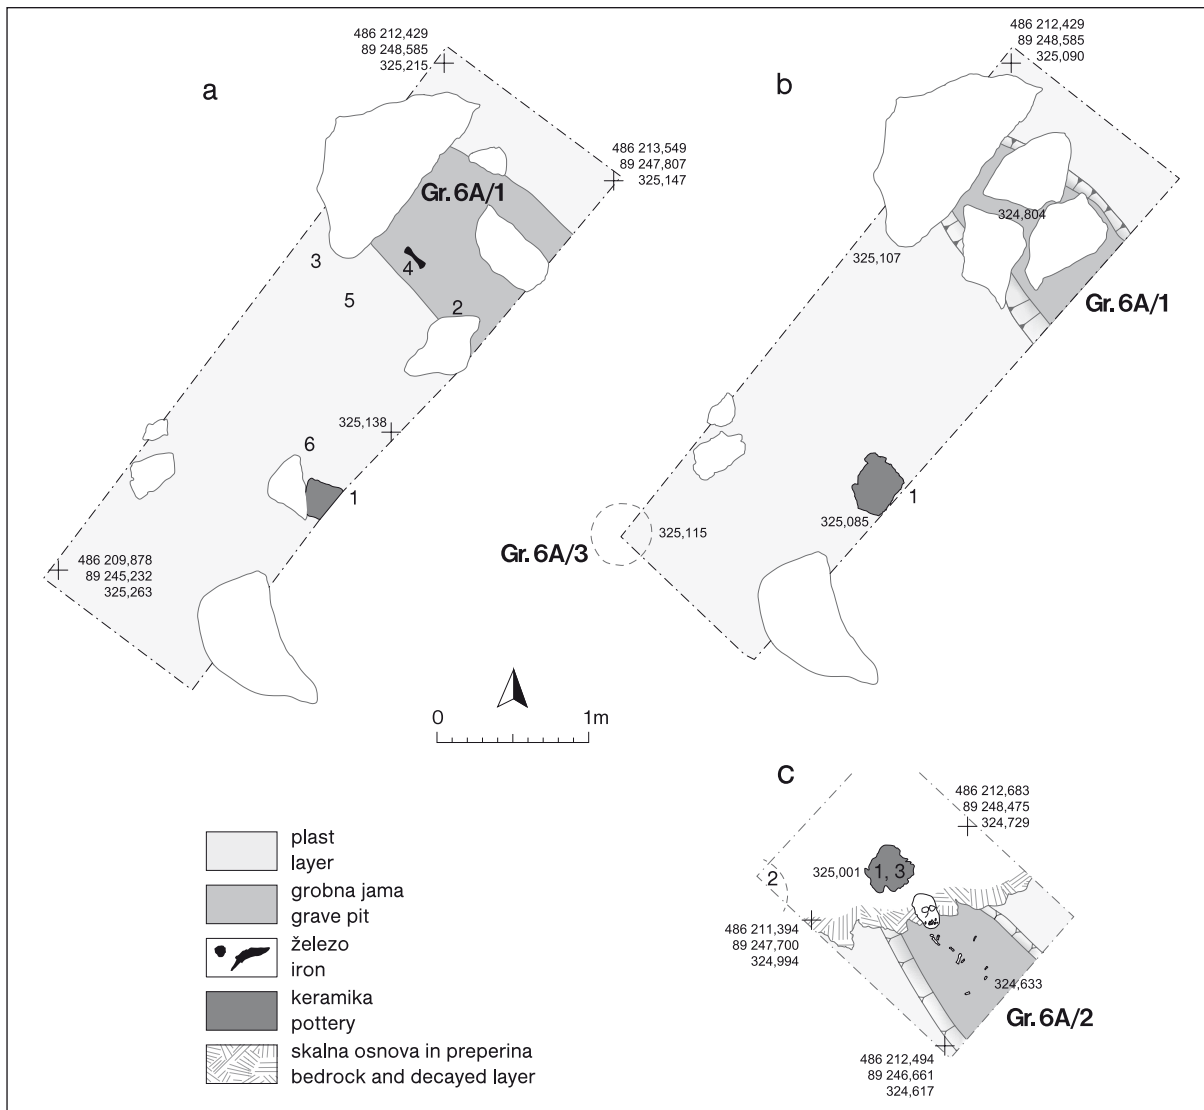 a
486 212,429
89 248,585
325,215
486 213,549
89 247,807
325,147
Gr. 6A/1
3
4
5
2
325,138
6
1
486 209,878
89 245,232
325,263
b
486 212,429
89 248,585
325,090
324,804
325,107
Gr. 6A/1
1
325,085
325,115
Gr. 6A/3
0
1m
c
486 212,683
89 248,475
324,729
325,001
1, 3
2
486 211,394
89 247,700
324,994
324,633
Gr. 6A/2
486 212,494
89 246,661
324,617
plast
layer
grobna jama
grave pit
železo
iron
keramika
pottery
skalna osnova in preperina
bedrock and decayed layer